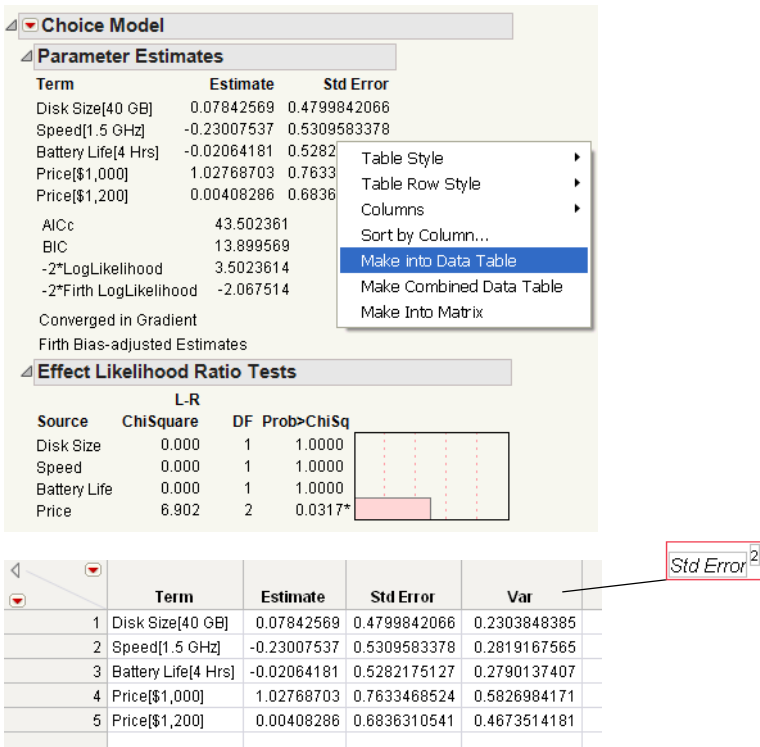 Choice Model
Parameter Estimates
Term Estimate Std Error
Disk Size[40 GB] 0.07842569 0.4799842066
Speed[1.5 GHz] -0.23007537 0.5309583378
Battery Life[4 Hrs] -0.02064181 0.5282
Price[$1,000] 1.02768703 0.7633
Price[$1,200] 0.00408286 0.6836
Table Style
Table Row Style
Columns
Sort by Column...
Make into Data Table
Make Combined Data Table
Make Into Matrix
AICc 43.502361
BIC 13.899569
-2*LogLikelihood 3.5023614
-2*Firth LogLikelihood -2.067514
Converged in Gradient
Firth Bias-adjusted Estimates
Effect Likelihood Ratio Tests
L-R
Source ChiSquare DF Prob>ChiSq
Disk Size 0.000 1 1.0000
Speed 0.000 1 1.0000
Battery Life 0.000 1 1.0000
Price 6.902 2 0.0317*
Std Error 2
Term Estimate Std Error Var
1 Disk Size[40 GB] 0.07842569 0.4799842066 0.2303848385
2 Speed[1.5 GHz] -0.23007537 0.5309583378 0.2819167565
3 Battery Life[4 Hrs] -0.02064181 0.5282175127 0.2790137407
4 Price[$1,000] 1.02768703 0.7633468524 0.5826984171
5 Price[$1,200] 0.00408286 0.6836310541 0.4673514181